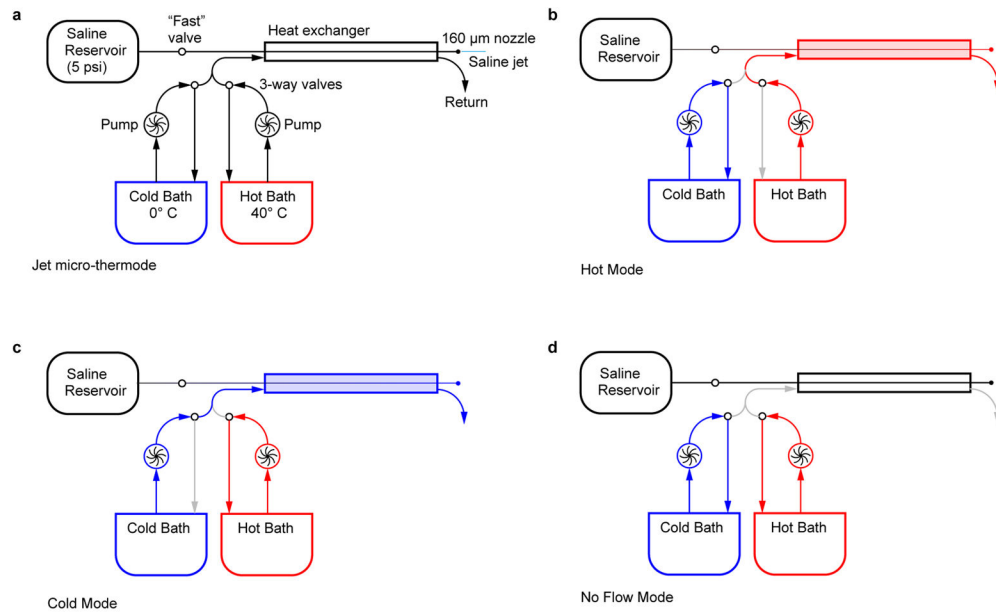 a
Saline
Reservoir
(5 psi)
“Fast”
valve
Heat exchanger
160 µm nozzle
Saline jet
3-way valves
Return
Pump
Pump
Cold Bath
0° C
Hot Bath
40° C
Jet micro-thermode
b
Saline
Reservoir
Cold Bath
Hot Bath
Hot Mode
c
Saline
Reservoir
Cold Bath
Hot Bath
Cold Mode
d
Saline
Reservoir
Cold Bath
Hot Bath
No Flow Mode